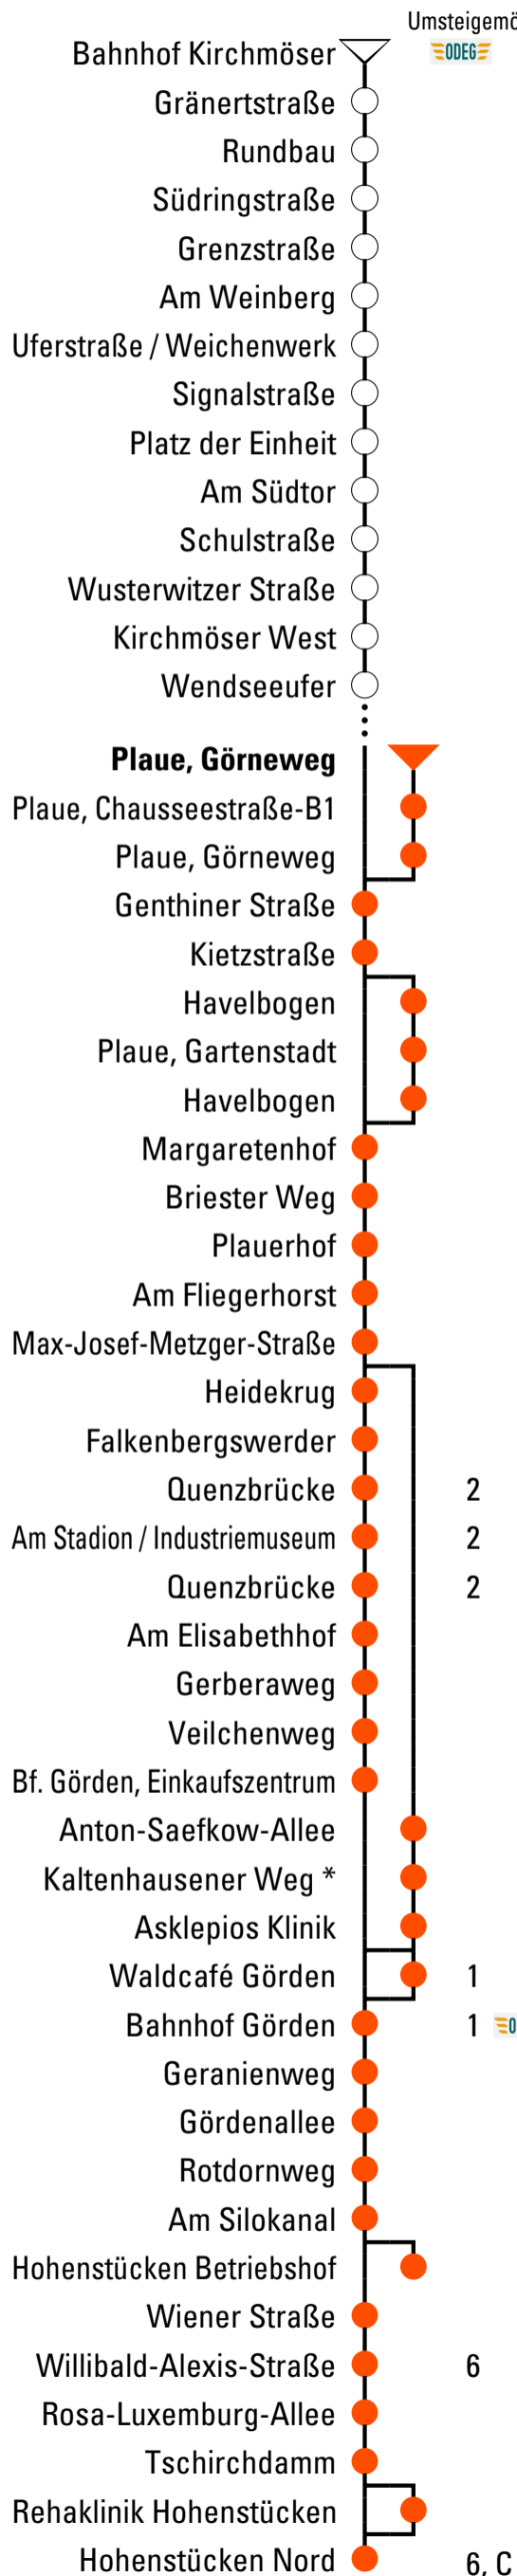 Umsteigemö
Bahnhof Kirchmöser ODEG
Gränertstraße
Rundbau
Südringstraße
Grenzstraße
Am Weinberg
Uferstraße / Weichenwerk
Signalstraße
Platz der Einheit
Am Südtor
Schulstraße
Wusterwitzer Straße
Kirchmöser West
Wendseeufer
Plaue, Görneweg
Plaue, Chausseestraße-B1
Plaue, Görneweg
Genthiner Straße
Kietzstraße
Havelbogen
Plaue, Gartenstadt
Havelbogen
Margaretenhof
Briester Weg
Plauerhof
Am Fliegerhorst
Max-Josef-Metzger-Straße
Heidekrug
Falkenbergswerder
Quenzbrücke 2
Am Stadion / Industriemuseum 2
Quenzbrücke 2
Am Elisabethhof
Gerberaweg
Veilchenweg
Bf. Görden, Einkaufszentrum
Anton-Saefkow-Allee
Kaltenhausener Weg *
Asklepios Klinik
Waldcafé Görden 1
Bahnhof Görden 1
Geranienweg
Gördenallee
Rotdornweg
Am Silokanal
Hohenstücken Betriebshof
Wiener Straße
Willibald-Alexis-Straße 6
Rosa-Luxemburg-Allee
Tschirchdamm
Rehaklinik Hohenstücken
Hohenstücken Nord 6, C